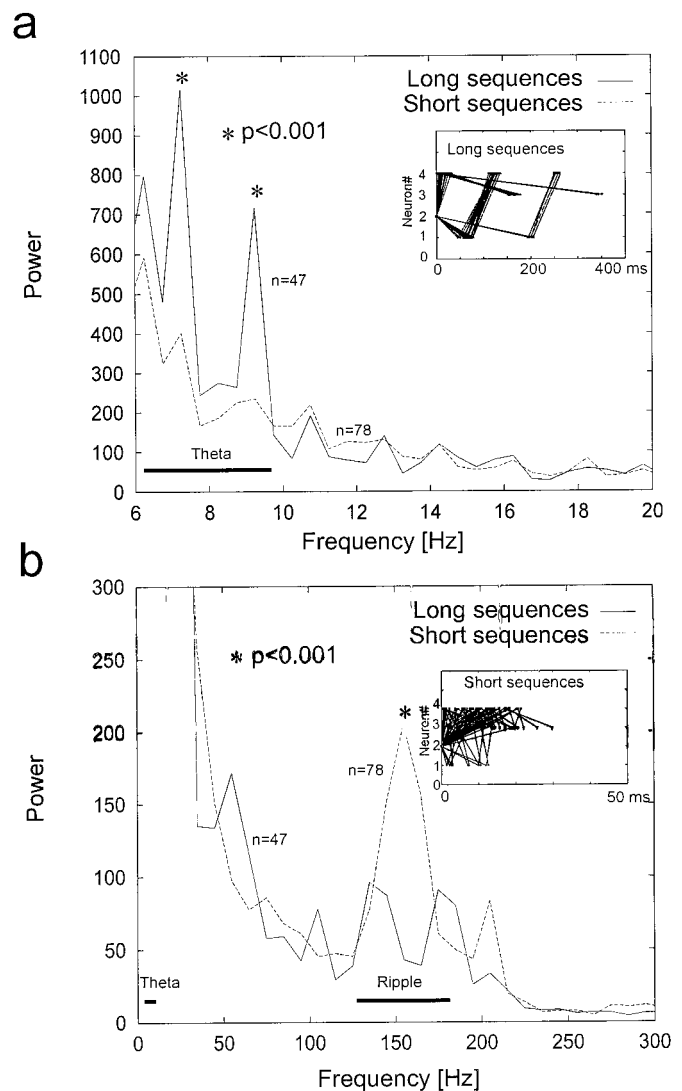 a
1100
1000
900
800
700
600
500
400
300
200
100
0
Power
Long sequences
Short sequences
*
* p<0.001
*
n=47
n=78
Theta
Long sequences
Neuron#
4
3
2
1
0
0
200
400 ms
6
8
10
12
14
16
18
20
Frequency [Hz]
b
300
250
200
150
100
50
0
Power
Long sequences
Short sequences
* p<0.001
*
n=78
n=47
Theta
Ripple
Short sequences
Neuron#
4
3
2
1
0
0
50 ms
0
50
100
150
200
250
300
Frequency [Hz]